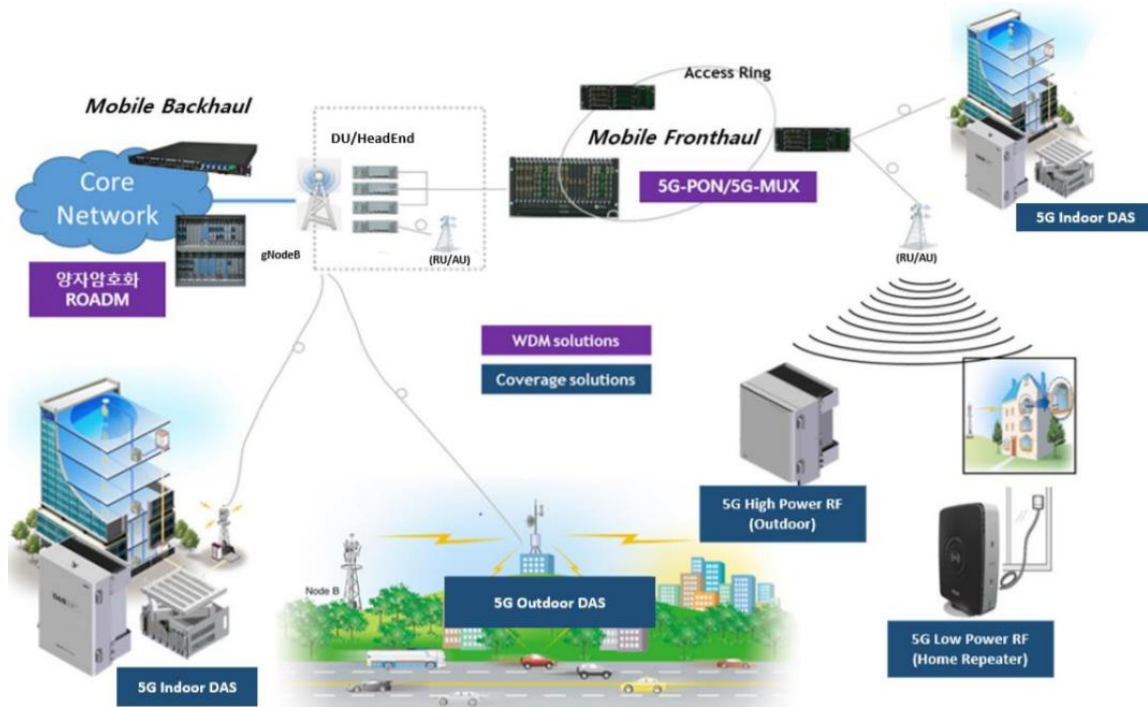 Access Ring
Mobile Backhaul
DU/HeadEnd
Mobile Fronthaul
Core
Network
5G-PON/5G-MUX
gNodeB
(RU/AU)
5G Indoor DAS
(RU/AU)
양자암호화
ROADM
WDM solutions
Coverage solutions
5G High Power RF
(Outdoor)
Node B
5G Outdoor DAS
5G Low Power RF
(Home Repeater)
5G Indoor DAS